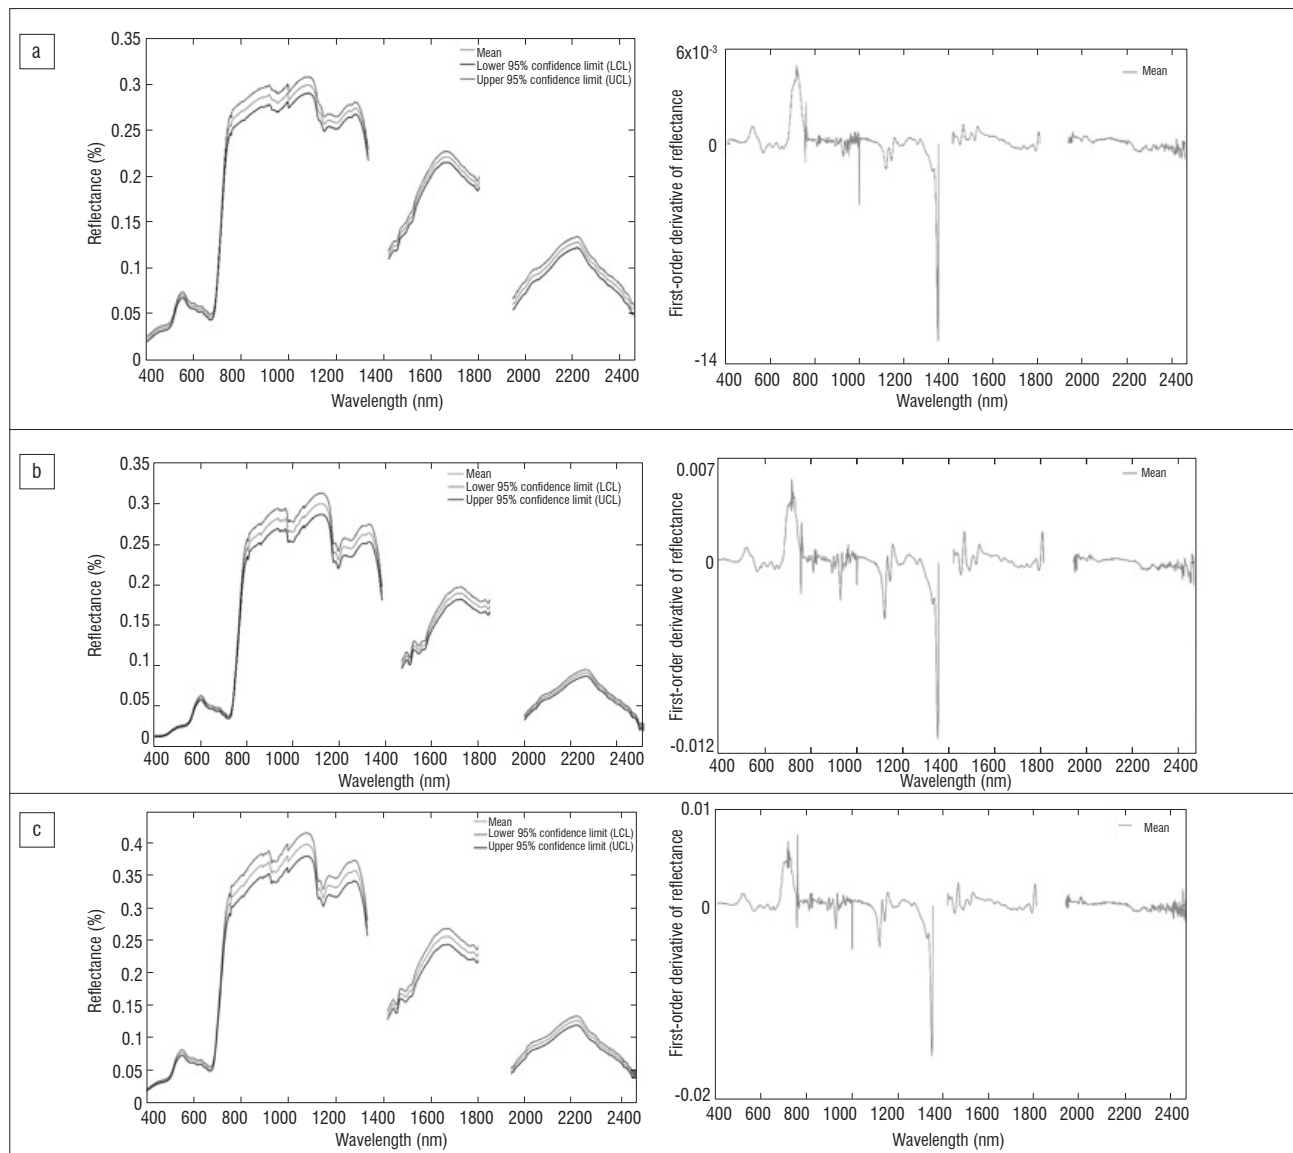 a
0.35
0.3
0.25
0.2
0.15
0.1
0.05
0
Reflectance (%)
Mean
Lower 95% confidence limit (LCL)
Upper 95% confidence limit (UCL)
400 600 800 1000 1200 1400 1600 1800 2000 2200 2400
Wavelength (nm)
6x10-3
0
-14
First-order derivative of reflectance
Mean
400 600 800 1000 1200 1400 1600 1800 2000 2200 2400
Wavelength (nm)
b
0.35
0.3
0.25
0.2
0.15
0.1
0.05
0
Reflectance (%)
Mean
Lower 95% confidence limit (LCL)
Upper 95% confidence limit (UCL)
400 600 800 1000 1200 1400 1600 1800 2000 2200 2400
Wavelength (nm)
0.007
0
-0.012
First-order derivative of reflectance
Mean
400 600 800 1000 1200 1400 1600 1800 2000 2200 2400
Wavelength (nm)
c
0.4
0.35
0.3
0.25
0.2
0.15
0.1
0.05
0
Reflectance (%)
Mean
Lower 95% confidence limit (LCL)
Upper 95% confidence limit (UCL)
400 600 800 1000 1200 1400 1600 1800 2000 2200 2400
Wavelength (nm)
0.01
0
-0.02
First-order derivative of reflectance
Mean
400 600 800 1000 1200 1400 1600 1800 2000 2200 2400
Wavelength (nm)